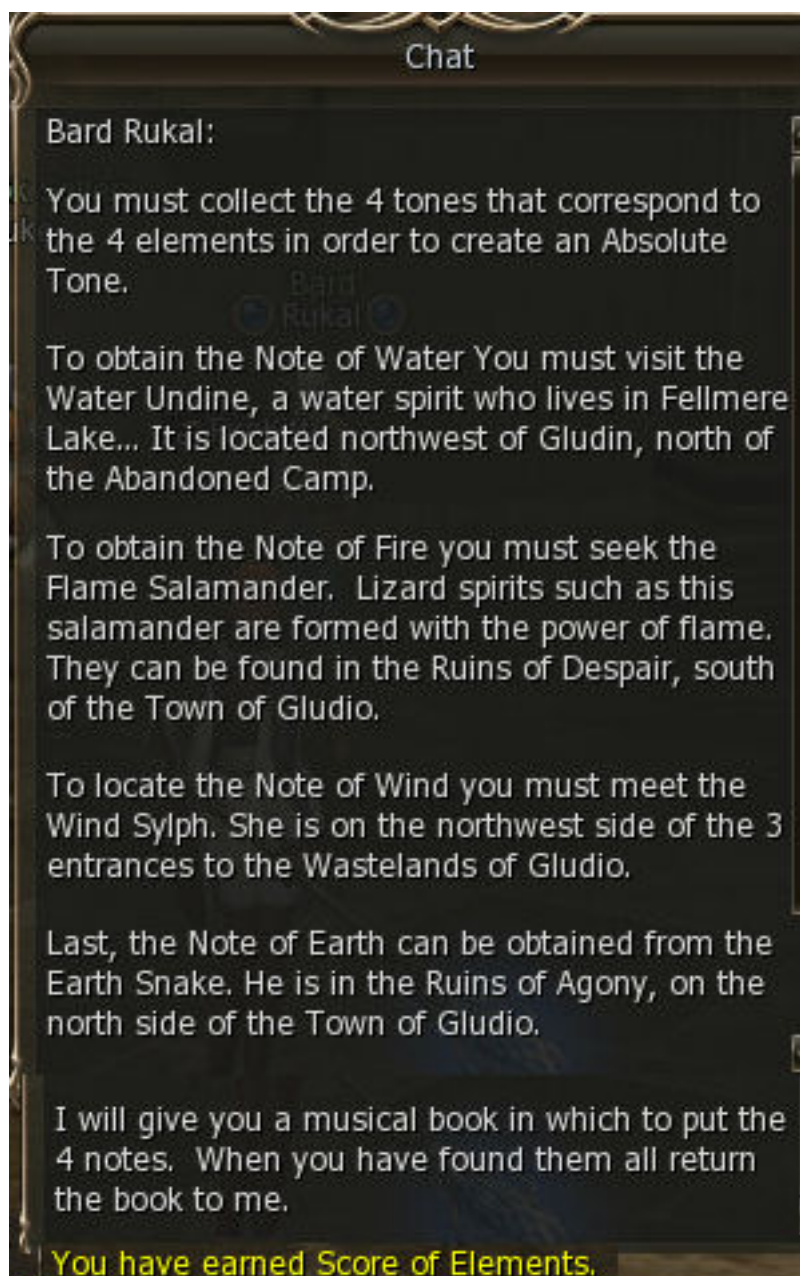 Chat
Bard Rukal:
You must collect the 4 tones that correspond to
the 4 elements in order to create an Absolute
Tone.
Bard
Rukal
To obtain the Note of Water You must visit the
Water Undine, a water spirit who lives in Fellmere
Lake... It is located northwest of Gludin, north of
the Abandoned Camp.
To obtain the Note of Fire you must seek the
Flame Salamander.  Lizard spirits such as this
salamander are formed with the power of flame.
They can be found in the Ruins of Despair, south
of the Town of Gludio.
To locate the Note of Wind you must meet the
Wind Sylph. She is on the northwest side of the 3
entrances to the Wastelands of Gludio.
Last, the Note of Earth can be obtained from the
Earth Snake. He is in the Ruins of Agony, on the
north side of the Town of Gludio.
I will give you a musical book in which to put the
4 notes.  When you have found them all return
the book to me.
You have earned Score of Elements.